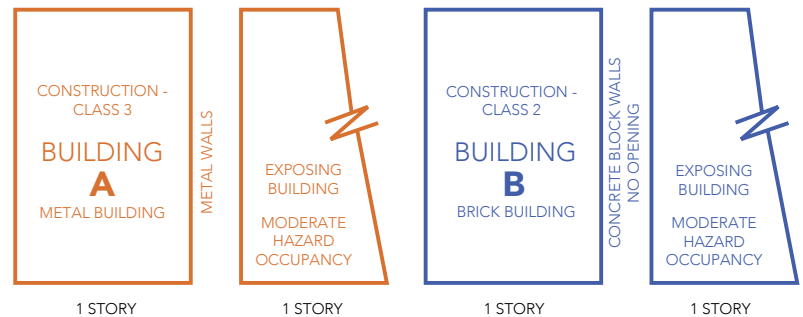 CONSTRUCTION -
CLASS 3
BUILDING
A
METAL BUILDING
METAL WALLS
EXPOSING
BUILDING
MODERATE
HAZARD
OCCUPANCY
CONSTRUCTION -
CLASS 2
BUILDING
B
BRICK BUILDING
CONCRETE BLOCK WALLS
NO OPENING
EXPOSING
BUILDING
MODERATE
HAZARD
OCCUPANCY
1 STORY
1 STORY
1 STORY
1 STORY